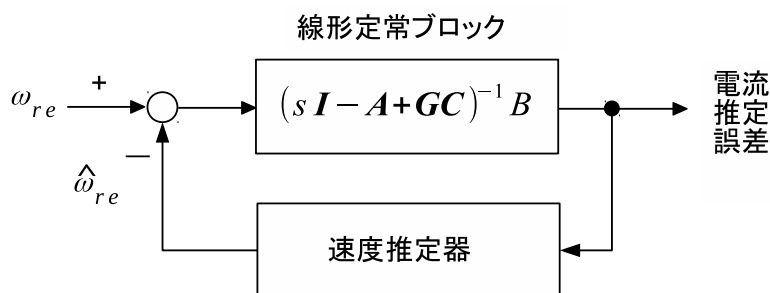 線形定常ブロック
ω_re
+
(s I − A+GC)^−1 B
電流
推定
誤差
−
ω̂_re
速度推定器